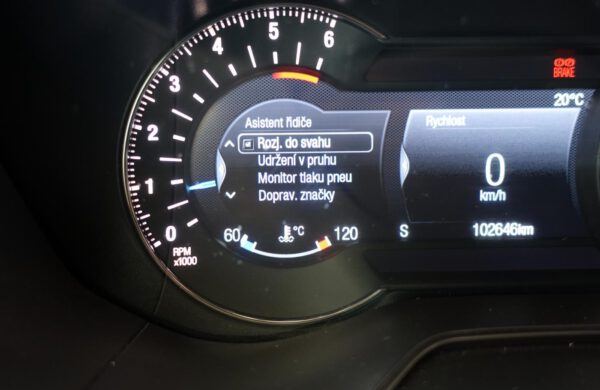 6
5
4
3
2
1
0
RPM
x1000
BRAKE
20°C
Asistent řidiče
Rozj. do svahu
Udržení v pruhu
Monitor tlaku pneu
Doprav. značky
60 °C 120
Rychlost
0
km/h
S 102646km